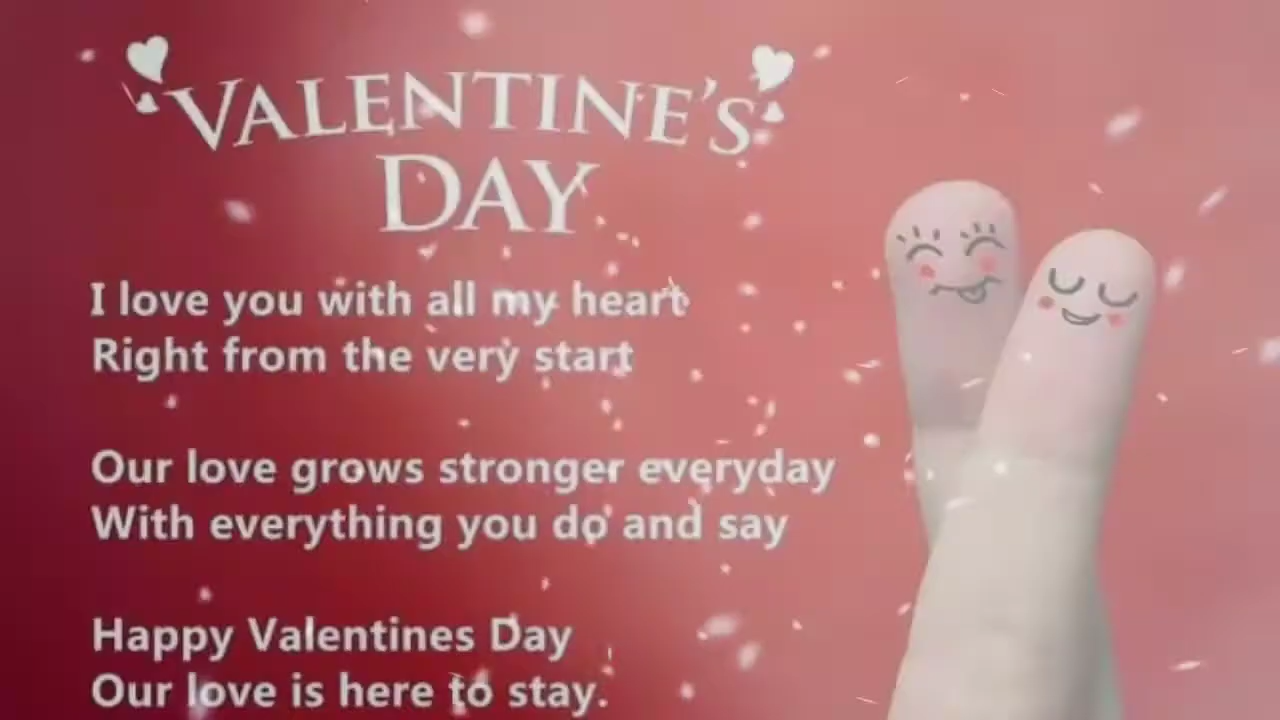 VALENTINE'S
DAY
I love you with all my heart
Right from the very start
Our love grows stronger everyday
With everything you do and say
Happy Valentines Day
Our love is here to stay.